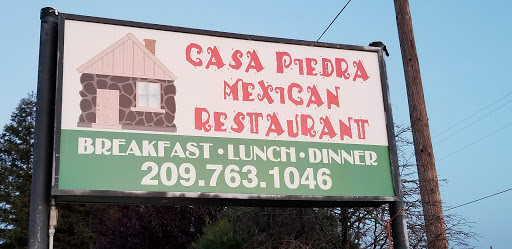 CASA PIEDRA
MEXICAN
RESTAURANT
BREAKFAST · LUNCH · DINNER
209.763.1046